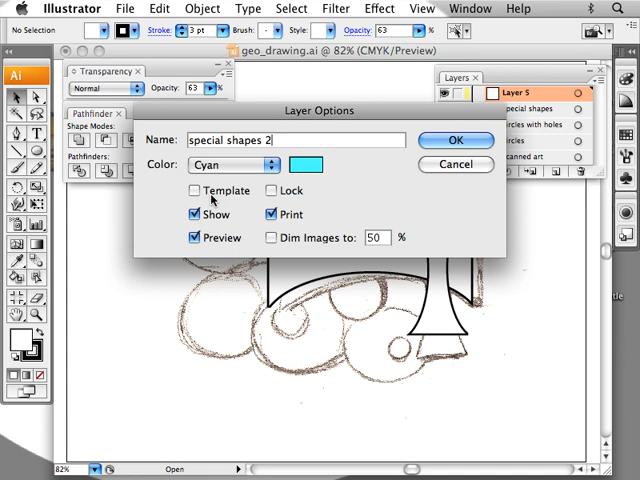 Illustrator File Edit Object Type Select Filter Effect View Window Help
No Selection Stroke: 3 pt Brush: Style: Opacity: 63
geo_drawing.ai @ 82% (CMYK/Preview)
Ai
Transparency
Normal Opacity: 63
Layers
Layer 5
special shapes
circles with holes
circles
scanned art
Pathfinder
Shape Modes:
Pathfinders:
Layer Options
Name: special shapes 2
Color: Cyan
Template Lock
Show Print
Preview Dim Images to: 50 %
OK
Cancel
82% Open